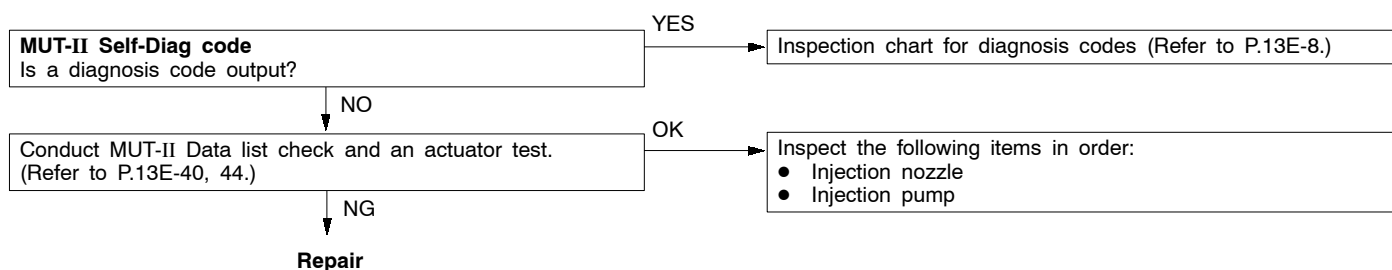 YES
MUT-II Self-Diag code
Is a diagnosis code output?
Inspection chart for diagnosis codes (Refer to P.13E-8.)
NO
OK
Conduct MUT-II Data list check and an actuator test.
(Refer to P.13E-40, 44.)
Inspect the following items in order:
● Injection nozzle
● Injection pump
NG
Repair